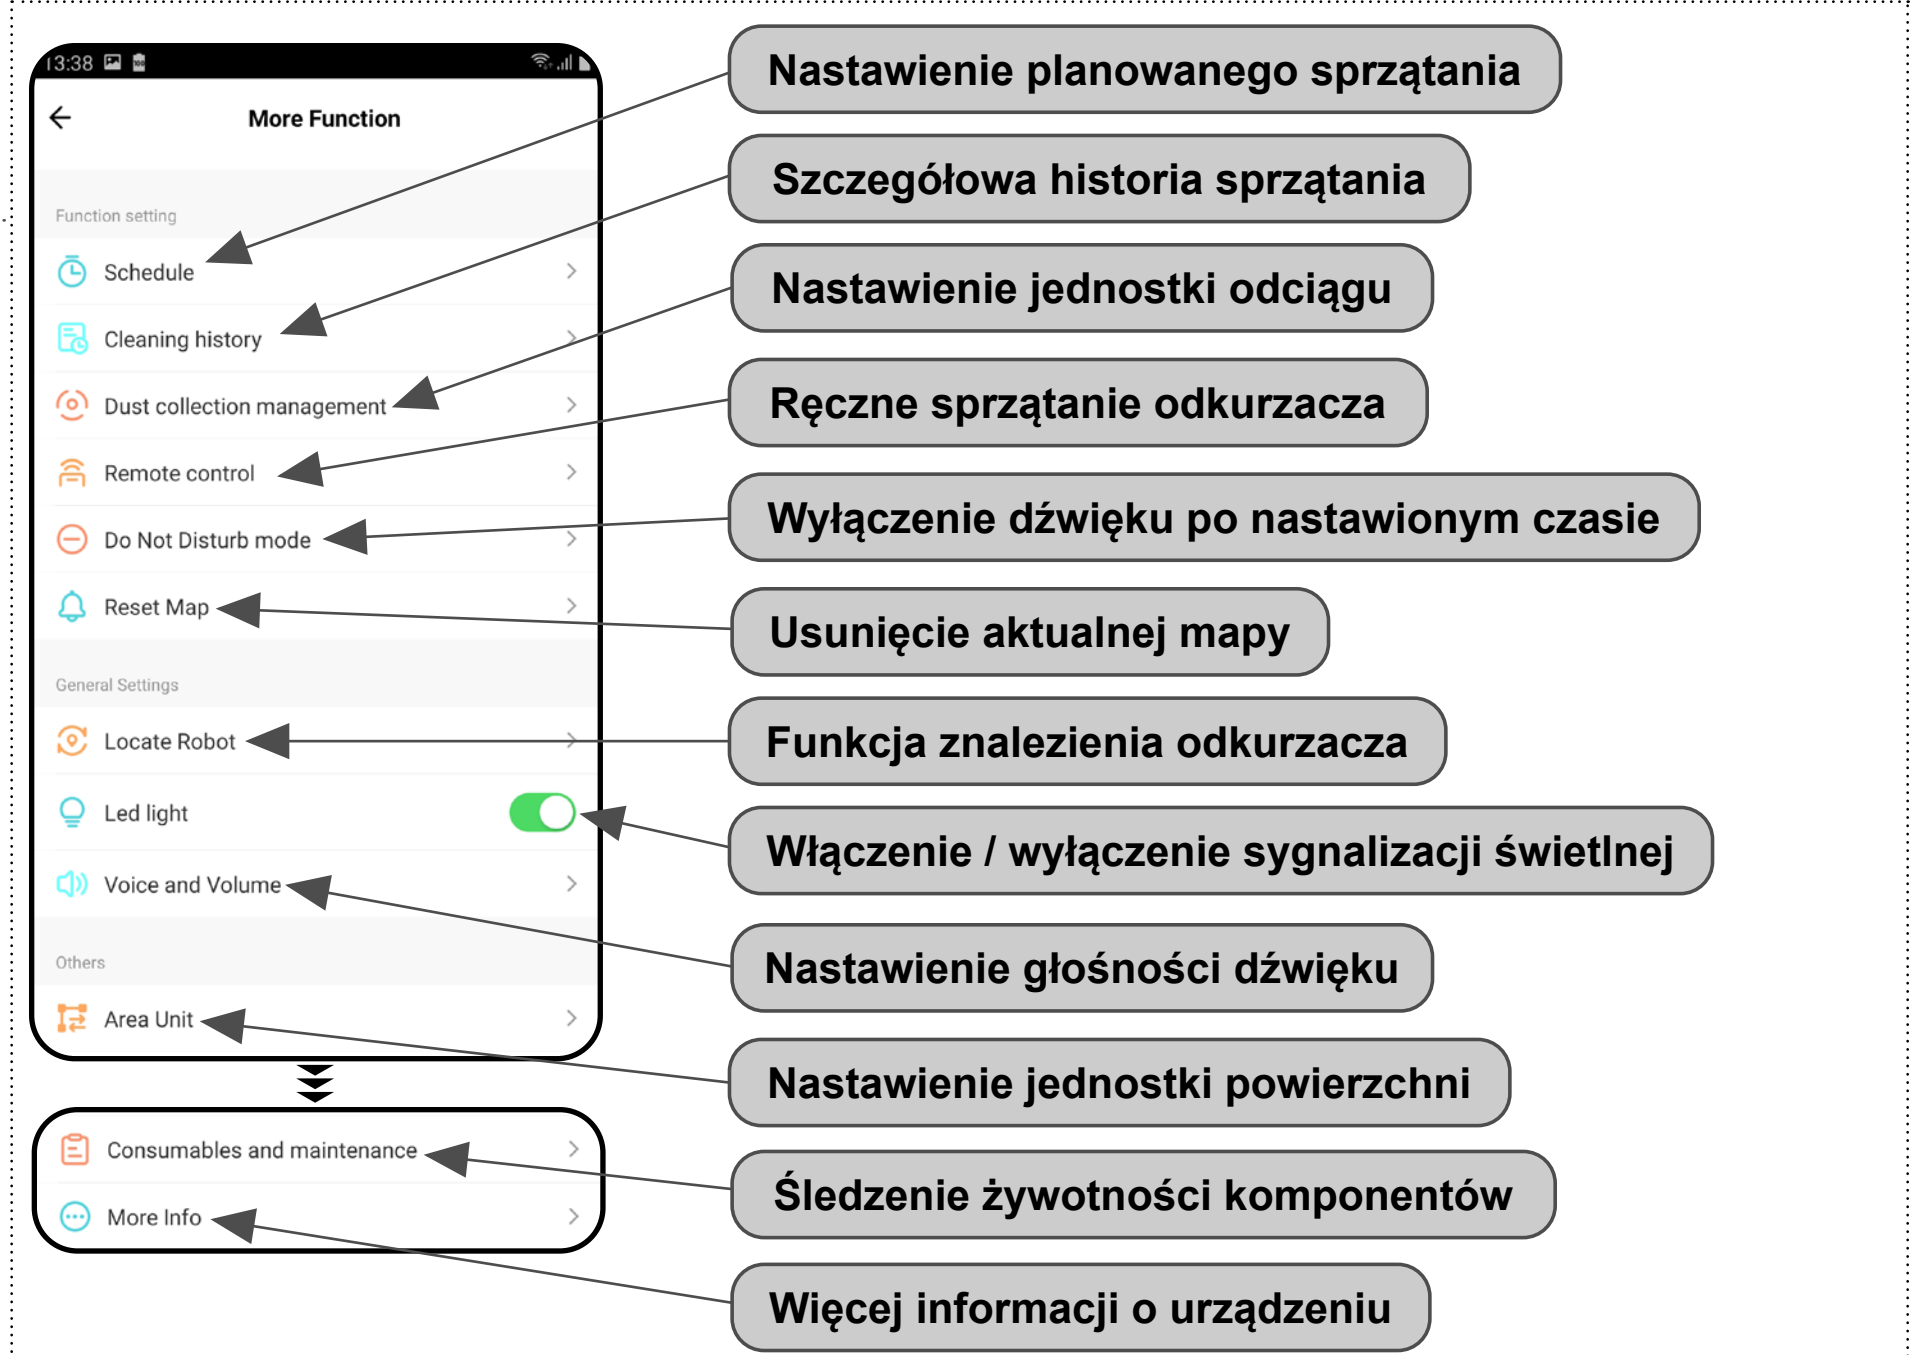 13:38
More Function
Function setting
Schedule
Cleaning history
Dust collection management
Remote control
Do Not Disturb mode
Reset Map
General Settings
Locate Robot
Led light
Voice and Volume
Others
Area Unit
Consumables and maintenance
More Info
Nastawienie planowanego sprzątania
Szczegółowa historia sprzątania
Nastawienie jednostki odciągu
Ręczne sprzątanie odkurzacza
Wyłączenie dźwięku po nastawionym czasie
Usunięcie aktualnej mapy
Funkcja znalezienia odkurzacza
Włączenie / wyłączenie sygnalizacji świetlnej
Nastawienie głośności dźwięku
Nastawienie jednostki powierzchni
Śledzenie żywotności komponentów
Więcej informacji o urządzeniu